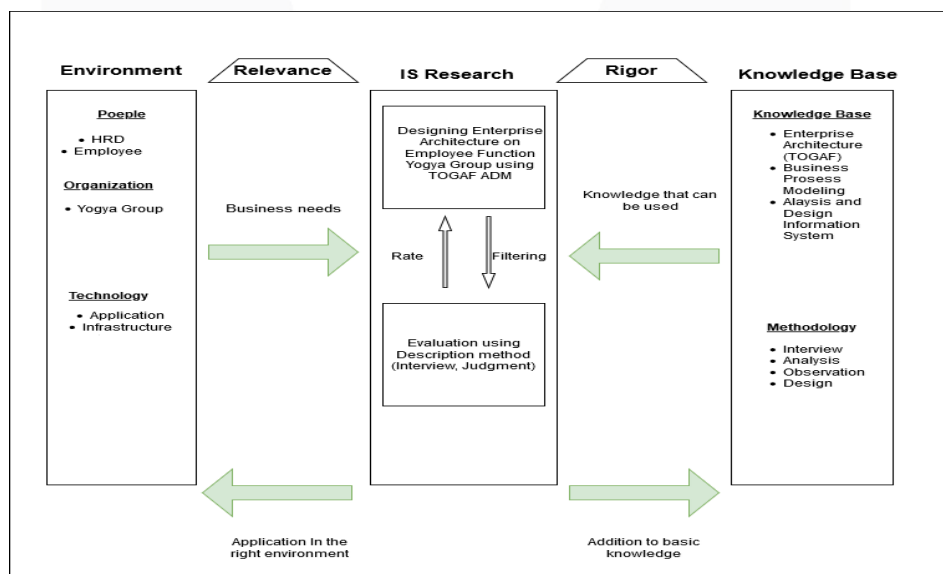 Environment
Relevance
IS Research
Rigor
Knowledge Base
Poeple
HRD
Employee
Organization
Yogya Group
Technology
Application
Infrastructure
Business needs
Designing Enterprise
Architecture on
Employee Function
Yogya Group using
TOGAF ADM
Rate
Filtering
Evaluation using
Description method
(Interview, Judgment)
Knowledge that can
be used
Knowledge Base
Enterprise
Architecture
(TOGAF)
Business
Prosess
Modeling
Alaysis and
Design
Information
System
Methodology
Interview
Analysis
Observation
Design
Application In the
right environment
Addition to basic
knowledge